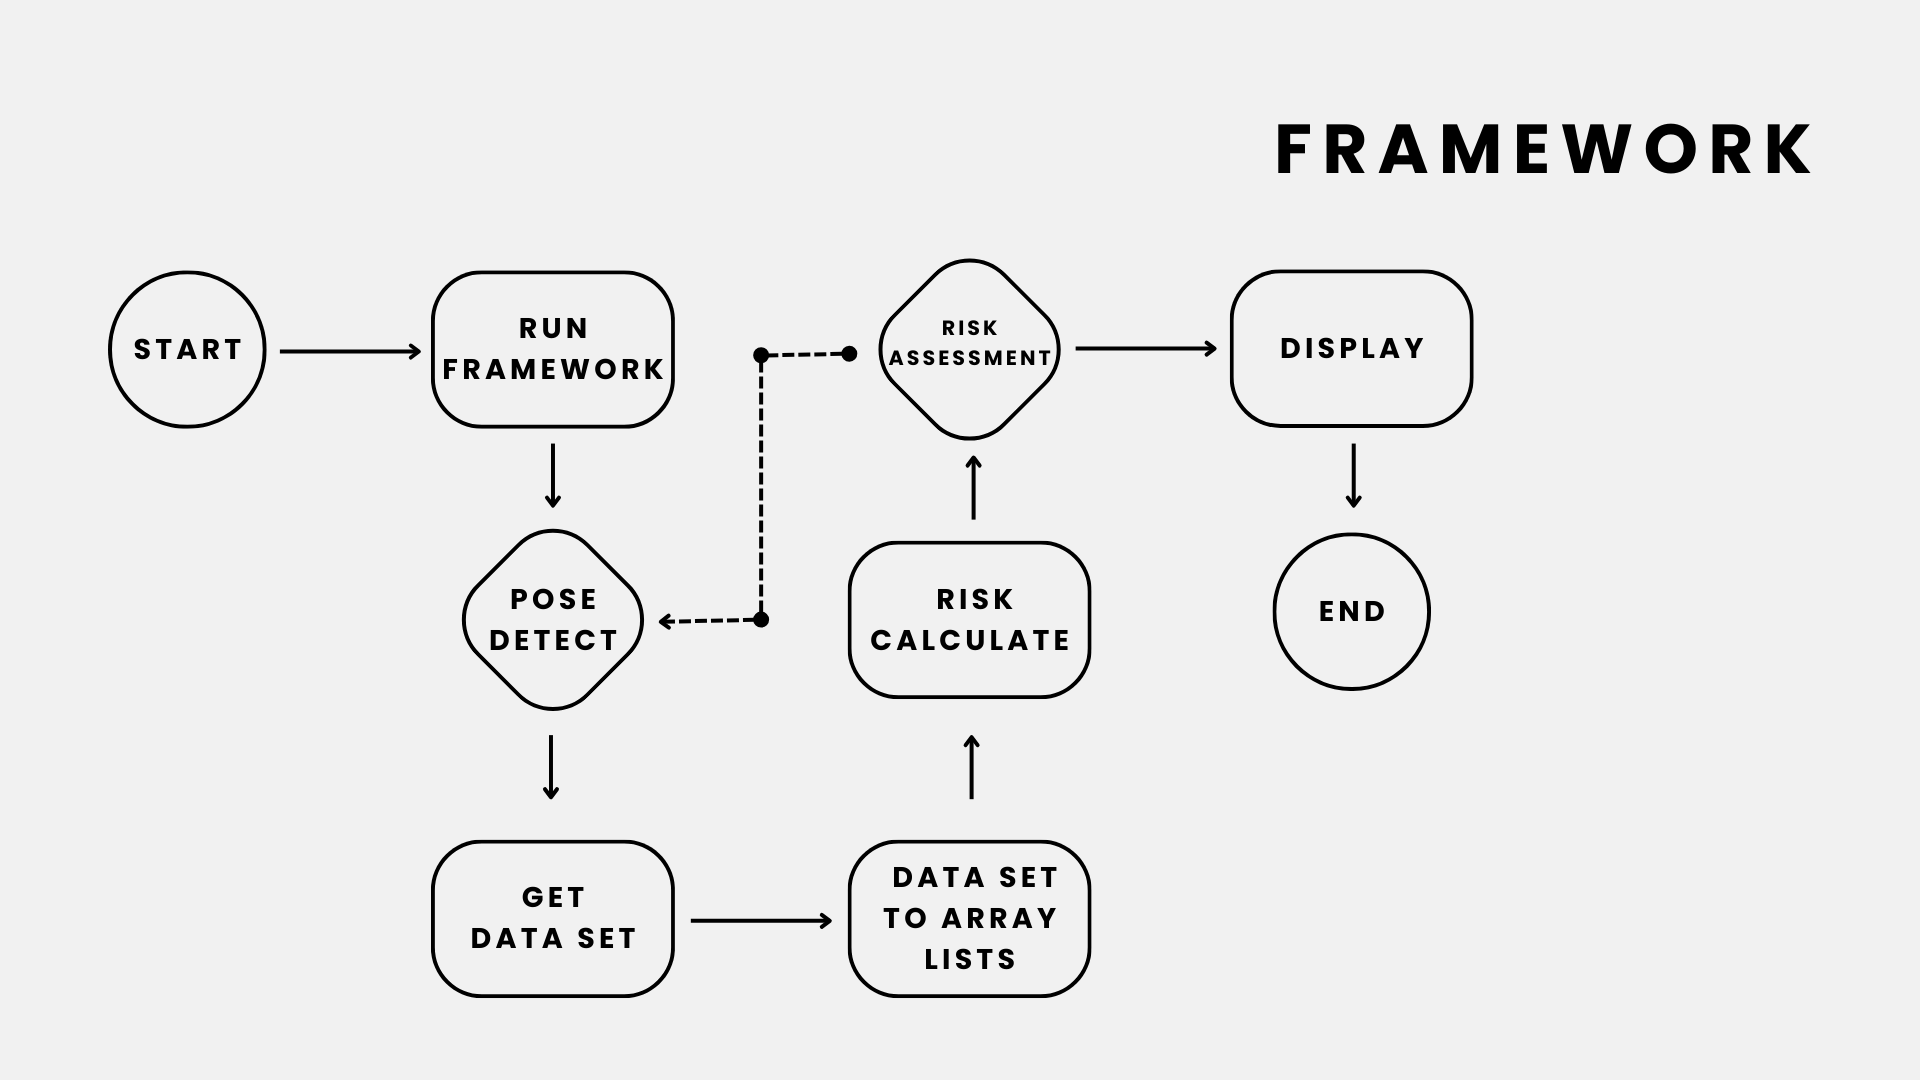 FRAMEWORK
START
RUN
FRAMEWORK
RISK
ASSESSMENT
DISPLAY
POSE
DETECT
RISK
CALCULATE
END
GET
DATA SET
DATA SET
TO ARRAY
LISTS